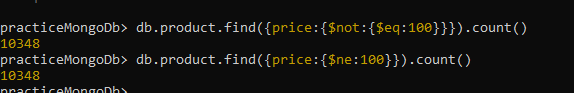 practiceMongoDb> db.product.find({price:{$not:{$eq:100}}}).count()
10348
practiceMongoDb> db.product.find({price:{$ne:100}}).count()
10348
practiceMongoDb>